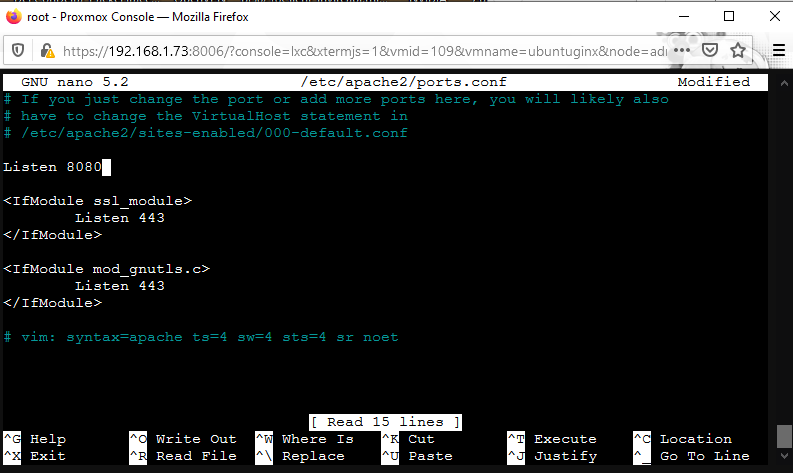 root - Proxmox Console — Mozilla Firefox
https://192.168.1.73:8006/?console=lxc&xtermjs=1&vmid=109&vmname=ubuntuginx&node=adr
GNU nano 5.2 /etc/apache2/ports.conf Modified
# If you just change the port or add more ports here, you will likely also
# have to change the VirtualHost statement in
# /etc/apache2/sites-enabled/000-default.conf
Listen 8080
<IfModule ssl_module>
Listen 443
</IfModule>
<IfModule mod_gnutls.c>
Listen 443
</IfModule>
# vim: syntax=apache ts=4 sw=4 sts=4 sr noet
[ Read 15 lines ]
^G Help ^O Write Out ^W Where Is ^K Cut ^T Execute ^C Location
^X Exit ^R Read File ^\ Replace ^U Paste ^J Justify ^_ Go To Line